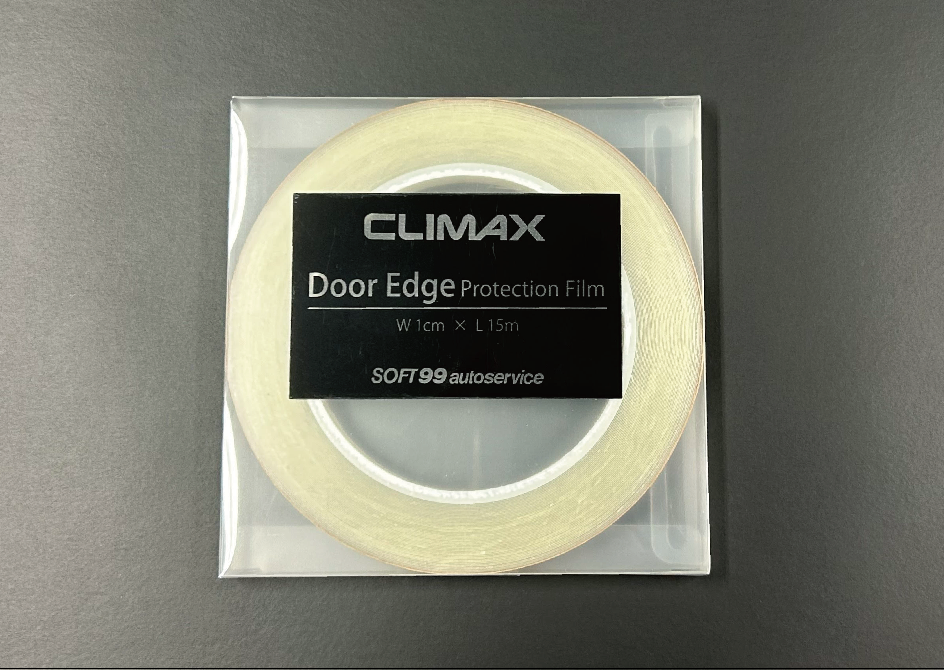 CLIMAX
Door Edge Protection Film
W 1cm × L 15m
SOFT99 autoservice